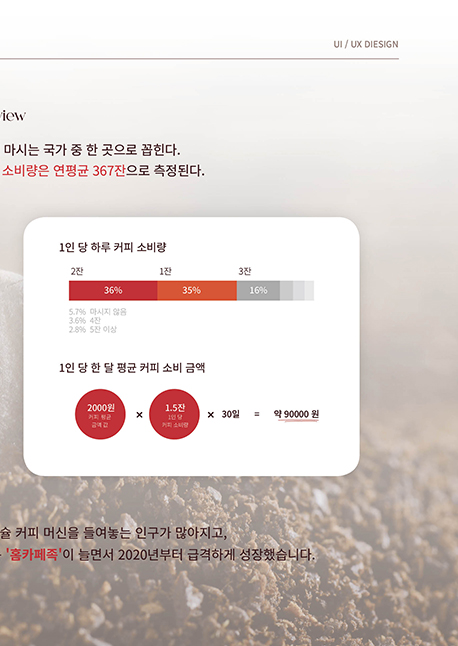 UI / UX DIESIGN
view
마시는 국가 중 한 곳으로 꼽힌다.
소비량은 연평균 367잔으로 측정된다.
1인 당 하루 커피 소비량
2잔 1잔 3잔
36% 35% 16%
5.7% 마시지 않음
3.6% 4잔
2.8% 5잔 이상
1인 당 한 달 평균 커피 소비 금액
2000원 커피 평균 금액 값 × 1.5잔 1인 당 커피 소비량 × 30일 = 약 90000 원
슐 커피 머신을 들여놓는 인구가 많아지고,
'홈카페족'이 늘면서 2020년부터 급격하게 성장했습니다.